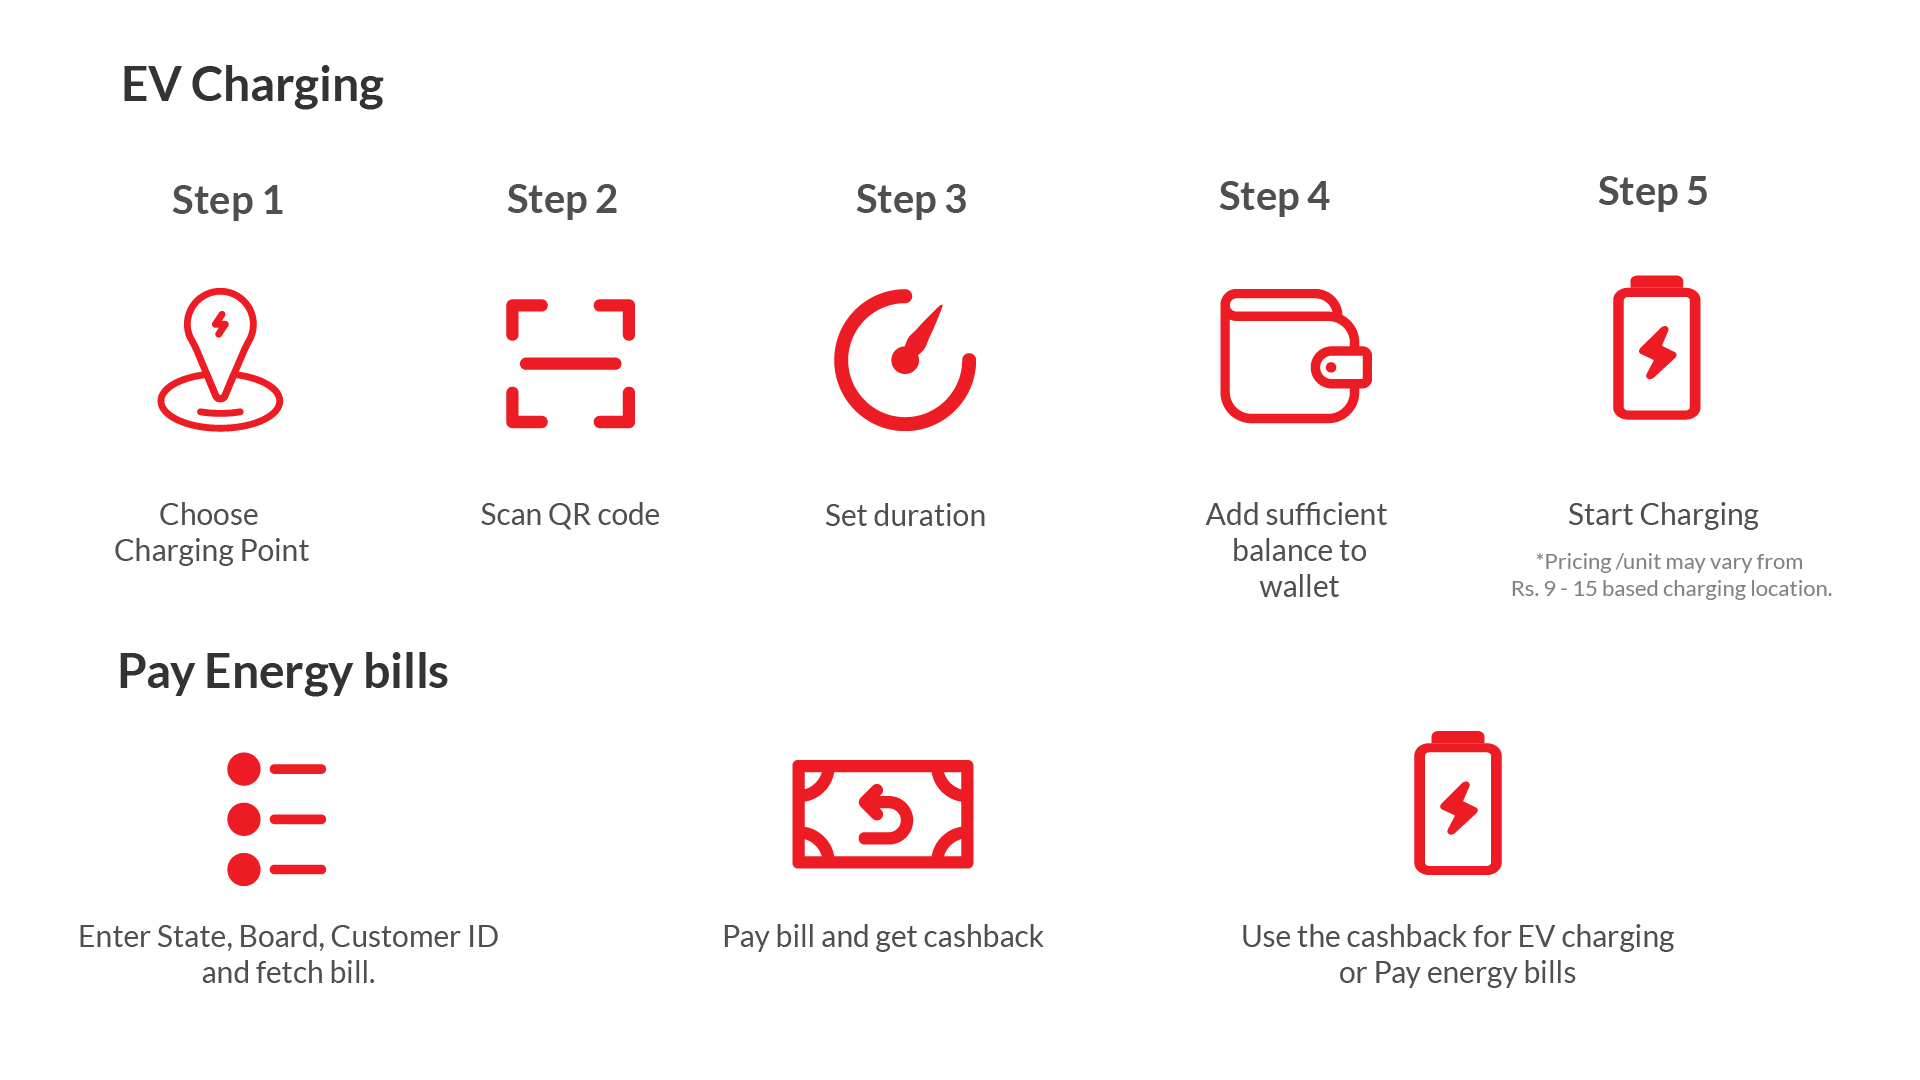 EV Charging
Step 1
Step 2
Step 3
Step 4
Step 5
Choose
Charging Point
Scan QR code
Set duration
Add sufficient
balance to
wallet
Start Charging
*Pricing /unit may vary from
Rs. 9 - 15 based charging location.
Pay Energy bills
Enter State, Board, Customer ID
and fetch bill.
Pay bill and get cashback
Use the cashback for EV charging
or Pay energy bills